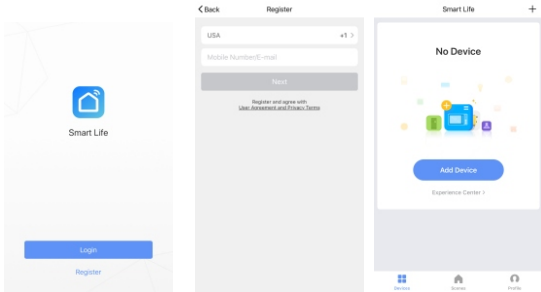 Smart Life
Login
Register
Back
Register
USA
+1
Mobile Number/E-mail
Next
Register and agree with
User Agreement and Privacy Terms
Smart Life
No Device
Add Device
Experience Center
Devices
Scenes
Profile